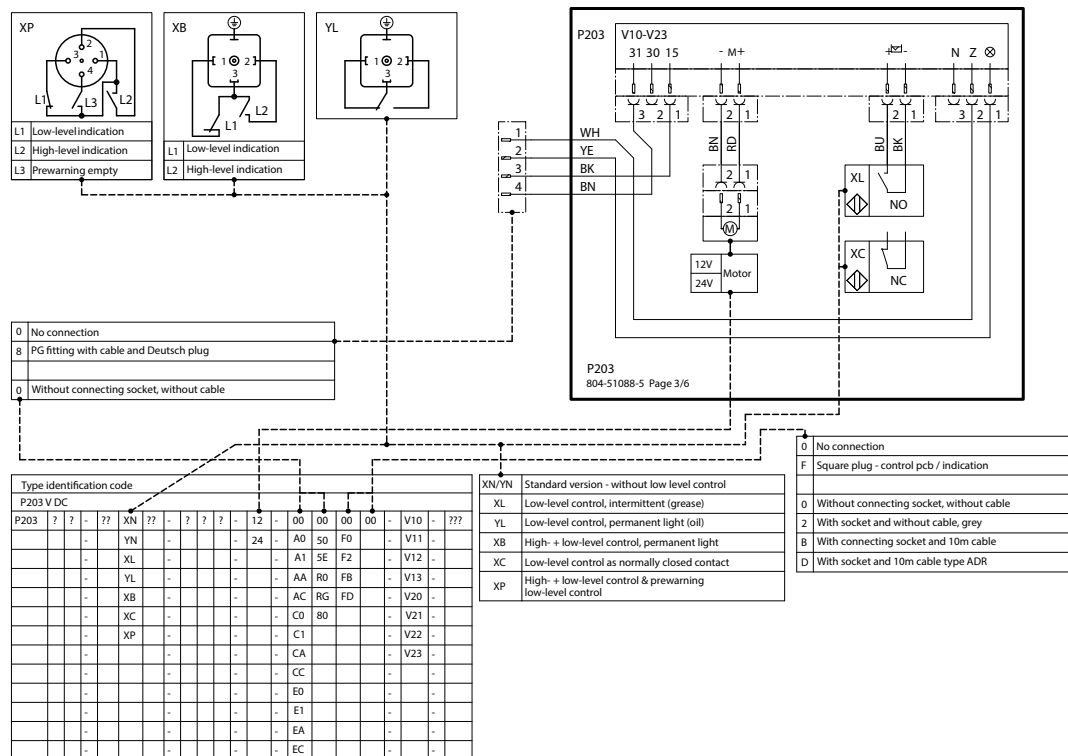 XP
2
3 1
4
L1 L3 L2
L1 Low-level indication
L2 High-level indication
L3 Prewarning empty
XB
1 2
3
L1 L2
L1 Low-level indication
L2 High-level indication
YL
1 2
3
P203 V10-V23
31 30 15 - M+ + - N Z
3 2 1 2 1 2 1 3 2 1
1 WH
2 YE
3 BK
4 BN
BN RD
BU BK
2 1
2 1
M
12V
24V
Motor
XL
NO
XC
NC
P203
804-51088-5 Page 3/6
0 No connection
8 PG fitting with cable and Deutsch plug
0 Without connecting socket, without cable
0 No connection
F Square plug - control pcb / indication
0 Without connecting socket, without cable
2 With socket and without cable, grey
B With connecting socket and 10m cable
D With socket and 10m cable type ADR
Type identification code
P203 V DC
P203 ? ? - ?? XN ?? - ? ? ? - 12 - 00 00 00 00 - V10 - ???
- YN - - 24 - A0 50 F0 - V11 -
- XL - - - A1 5E F2 - V12 -
- YL - - - AA R0 FB - V13 -
- XB - - - AC RG FD - V20 -
- XC - - - C0 80 - V21 -
- XP - - - C1 - V22 -
- - - - CA - V23 -
- - - - CC - -
- - - - E0 - -
- - - - E1 - -
- - - - EA - -
- - - - EC - -
XN/YN Standard version - without low level control
XL Low-level control, intermittent (grease)
YL Low-level control, permanent light (oil)
XB High- + low-level control, permanent light
XC Low-level control as normally closed contact
XP High- + low-level control & prewarning
low-level control